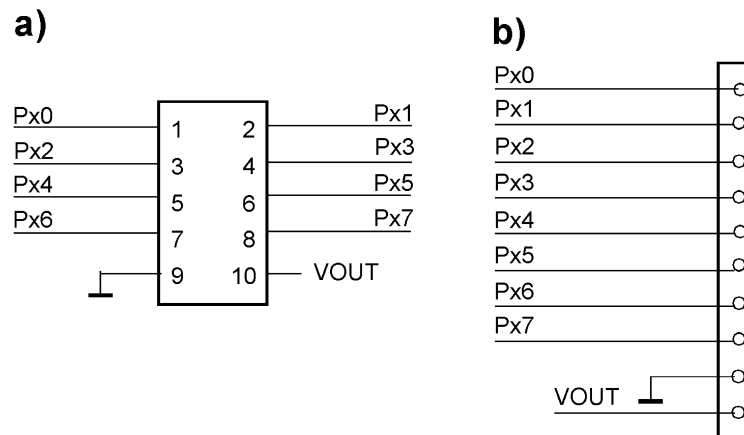 a)
Px0 1 2 Px1
Px2 3 4 Px3
Px4 5 6 Px5
Px6 7 8 Px7
9 10 VOUT
b)
Px0
Px1
Px2
Px3
Px4
Px5
Px6
Px7
VOUT